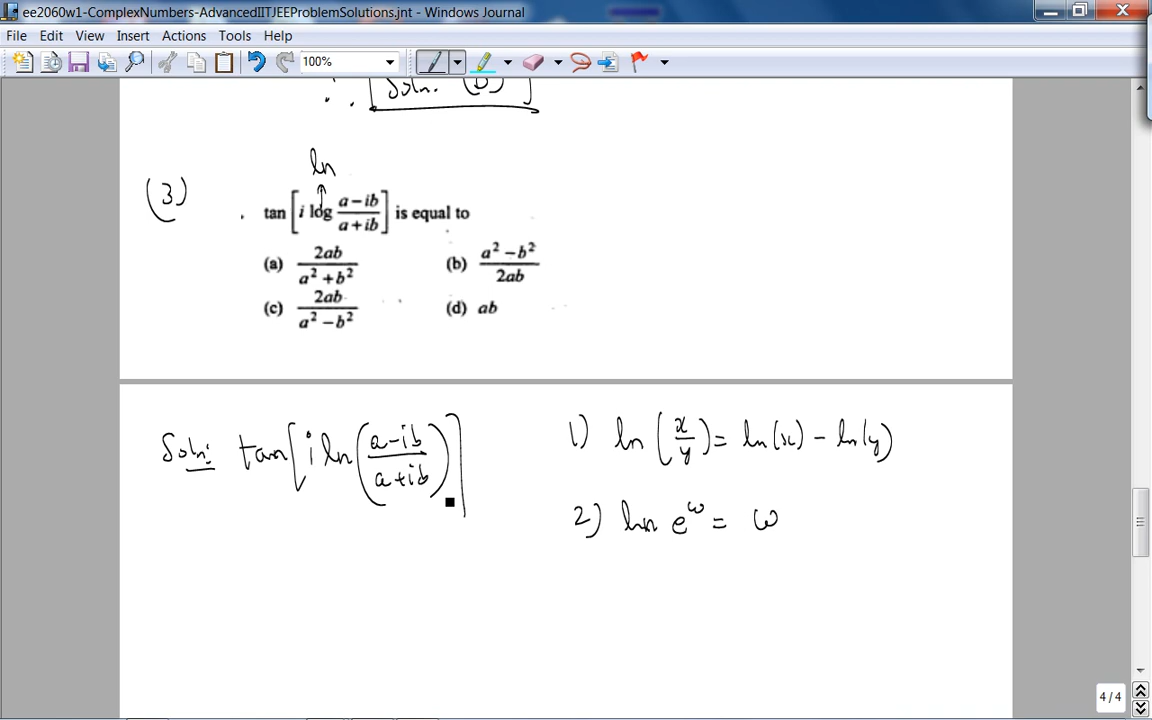 ee2060w1-ComplexNumbers-AdvancedIITJEEProblemSolutions.jnt - Windows Journal
File Edit View Insert Actions Tools Help
100%
∴ Soln. (b)
(3)
ln
tan [i log (a−ib)/(a+ib)] is equal to
(a) 2ab/(a² + b²) (b) (a² − b²)/2ab
(c) 2ab/(a² − b²) (d) ab
Soln: tan[i ln((a−ib)/(a+ib))]
1) ln(x/y) = ln(x) − ln(y)
2) ln e^ω = ω
4 / 4